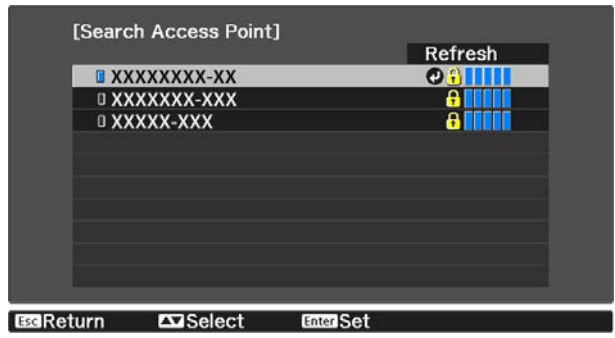 [Search Access Point]
Refresh
XXXXXXXX-XX
XXXXXXX-XXX
XXXXX-XXX
Esc Return Select Enter Set